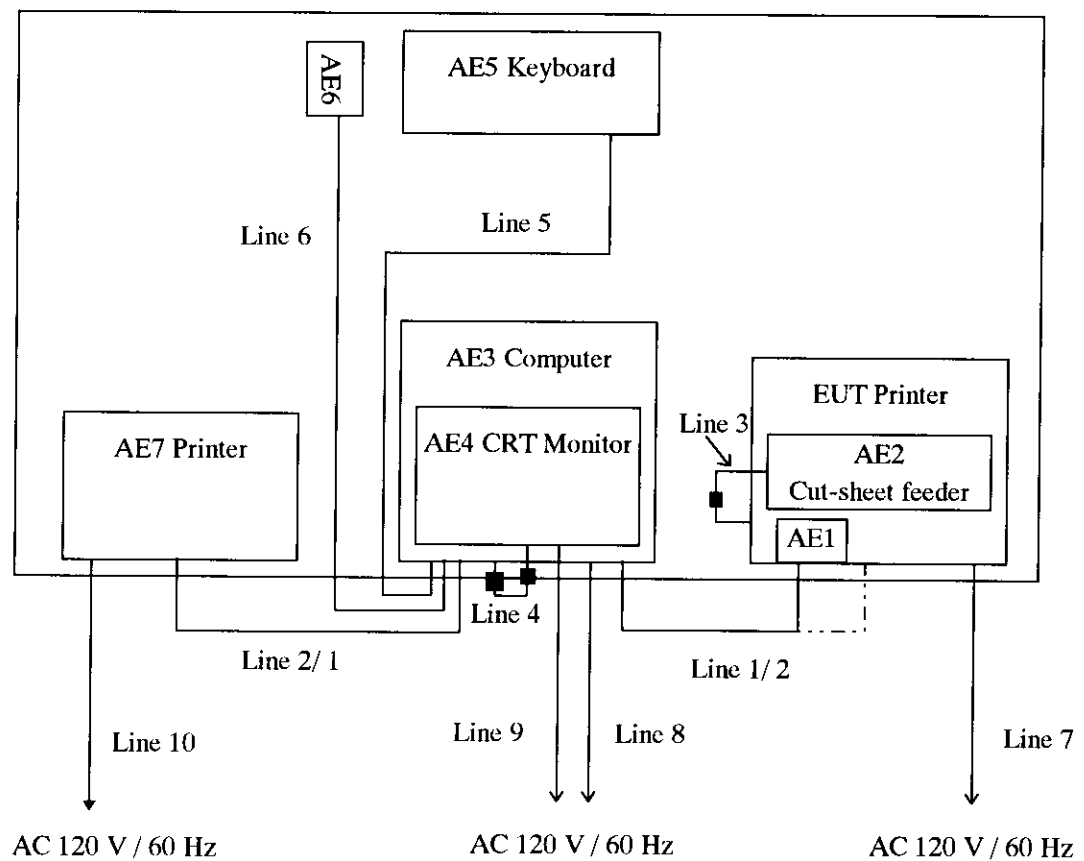 AE6
AE5 Keyboard
Line 6
Line 5
AE3 Computer
EUT Printer
Line 3
AE7 Printer
AE4 CRT Monitor
AE2
Cut-sheet feeder
AE1
Line 4
Line 2/ 1
Line 1/ 2
Line 10
Line 9
Line 8
Line 7
AC 120 V / 60 Hz
AC 120 V / 60 Hz
AC 120 V / 60 Hz